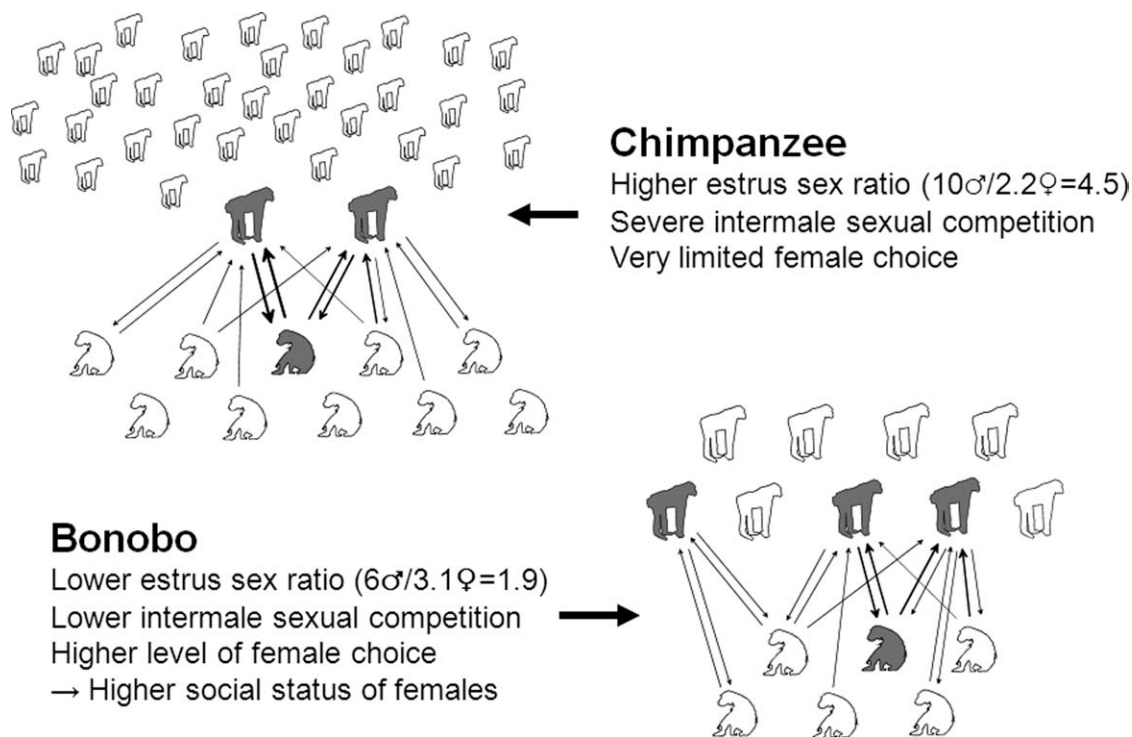 Chimpanzee
Higher estrus sex ratio (10♂/2.2♀=4.5)
Severe intermale sexual competition
Very limited female choice
Bonobo
Lower estrus sex ratio (6♂/3.1♀=1.9)
Lower intermale sexual competition
Higher level of female choice
→ Higher social status of females